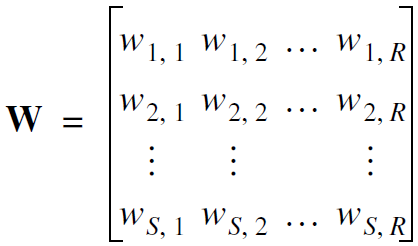 w1, 1 w1, 2 … w1, R
W = w2, 1 w2, 2 … w2, R
⋮ ⋮ ⋮
wS, 1 wS, 2 … wS, R